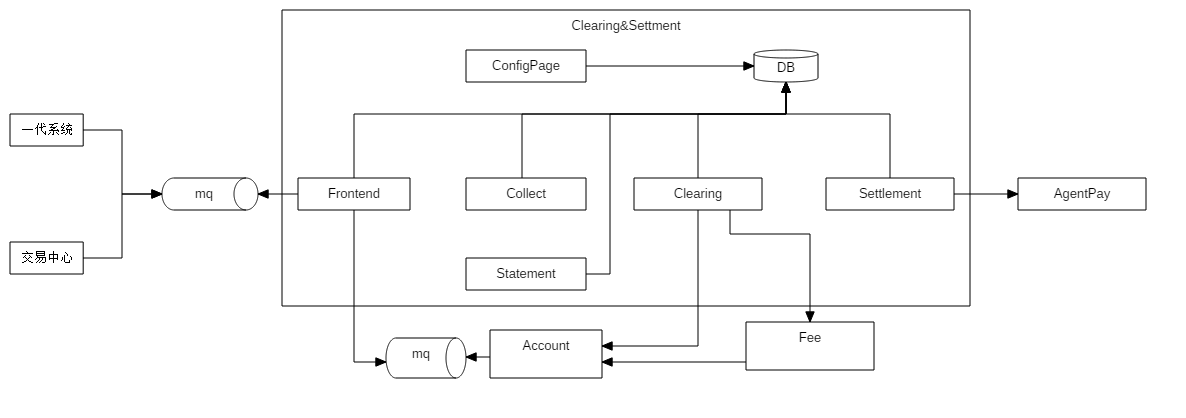 Clearing&Settment
ConfigPage
DB
一代系统
mq
Frontend
Collect
Clearing
Settlement
AgentPay
交易中心
Statement
mq
Account
Fee